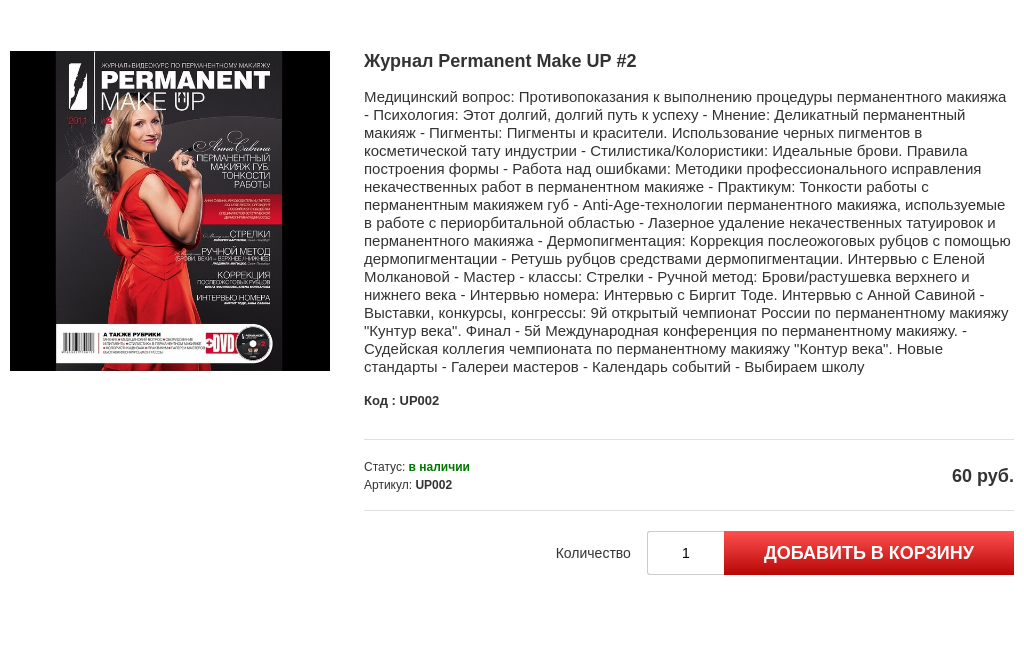 ЖУРНАЛ+ВИДЕОКУРС ПО ПЕРМАНЕНТНОМУ МАКИЯЖУ
PERMANENT
MAKE UP
2011 #2
Анна Савина
ПЕРМАНЕНТНЫЙ
МАКИЯЖ ГУБ.
ТОНКОСТИ
РАБОТЫ
СТРЕЛКИ
РУЧНОЙ МЕТОД
(БРОВИ, ВЕКИ – ВЕРХНЕЕ / НИЖНЕЕ)
КОРРЕКЦИЯ
ПОСЛЕОЖОГОВЫХ РУБЦОВ
ИНТЕРВЬЮ НОМЕРА
А ТАКЖЕ РУБРИКИ
+DVD
Журнал Permanent Make UP #2
Медицинский вопрос: Противопоказания к выполнению процедуры перманентного макияжа
- Психология: Этот долгий, долгий путь к успеху - Мнение: Деликатный перманентный
макияж - Пигменты: Пигменты и красители. Использование черных пигментов в
косметической тату индустрии - Стилистика/Колористики: Идеальные брови. Правила
построения формы - Работа над ошибками: Методики профессионального исправления
некачественных работ в перманентном макияже - Практикум: Тонкости работы с
перманентным макияжем губ - Anti-Age-технологии перманентного макияжа, используемые
в работе с периорбитальной областью - Лазерное удаление некачественных татуировок и
перманентного макияжа - Дермопигментация: Коррекция послеожоговых рубцов с помощью
дермопигментации - Ретушь рубцов средствами дермопигментации. Интервью с Еленой
Молкановой - Мастер - классы: Стрелки - Ручной метод: Брови/растушевка верхнего и
нижнего века - Интервью номера: Интервью с Биргит Тоде. Интервью с Анной Савиной -
Выставки, конкурсы, конгрессы: 9й открытый чемпионат России по перманентному макияжу
"Кунтур века". Финал - 5й Международная конференция по перманентному макияжу. -
Судейская коллегия чемпионата по перманентному макияжу "Контур века". Новые
стандарты - Галереи мастеров - Календарь событий - Выбираем школу
Код : UP002
Статус: в наличии
Артикул: UP002
60 руб.
Количество 1 ДОБАВИТЬ В КОРЗИНУ